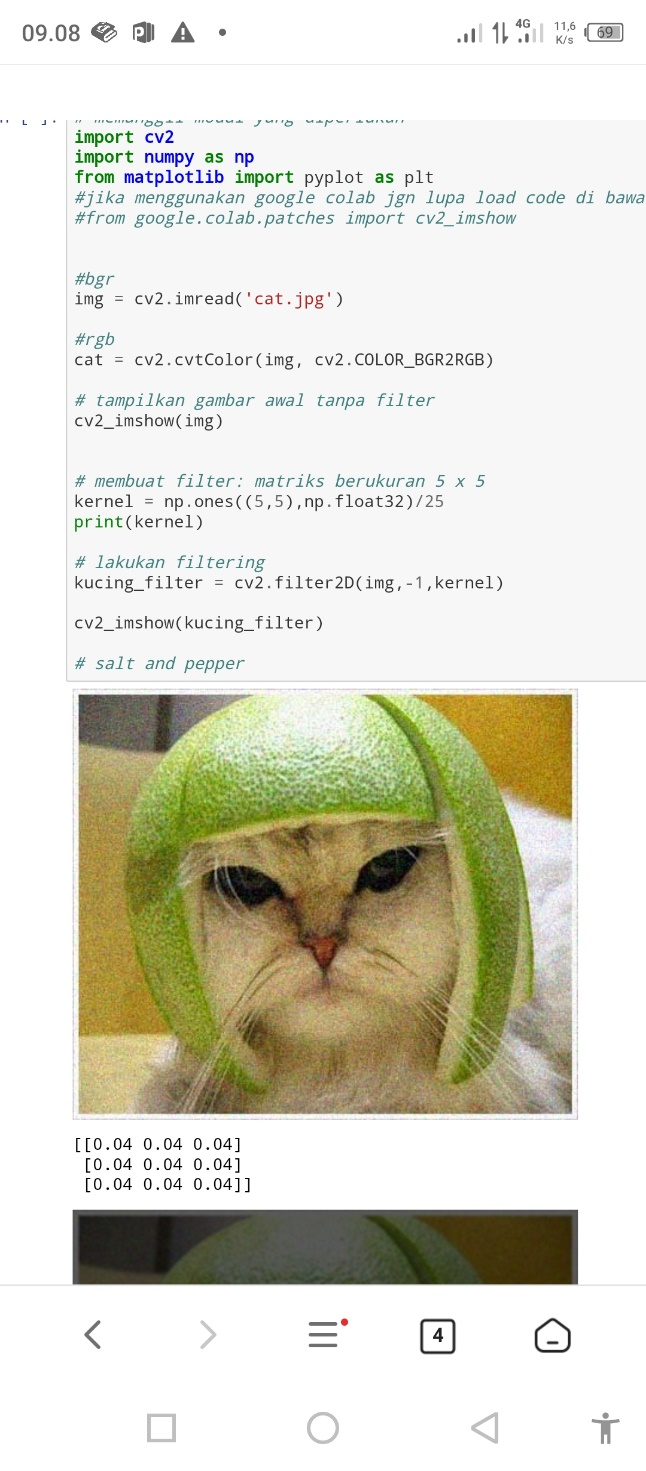 09.08
4G
11,6
K/s
69
# memanggil modul yang diperlukan
import cv2
import numpy as np
from matplotlib import pyplot as plt
#jika menggunakan google colab jgn lupa load code di bawa
#from google.colab.patches import cv2_imshow
#bgr
img = cv2.imread('cat.jpg')
#rgb
cat = cv2.cvtColor(img, cv2.COLOR_BGR2RGB)
# tampilkan gambar awal tanpa filter
cv2_imshow(img)
# membuat filter: matriks berukuran 5 x 5
kernel = np.ones((5,5),np.float32)/25
print(kernel)
# lakukan filtering
kucing_filter = cv2.filter2D(img,-1,kernel)
cv2_imshow(kucing_filter)
# salt and pepper
[[0.04 0.04 0.04]
[0.04 0.04 0.04]
[0.04 0.04 0.04]]
4